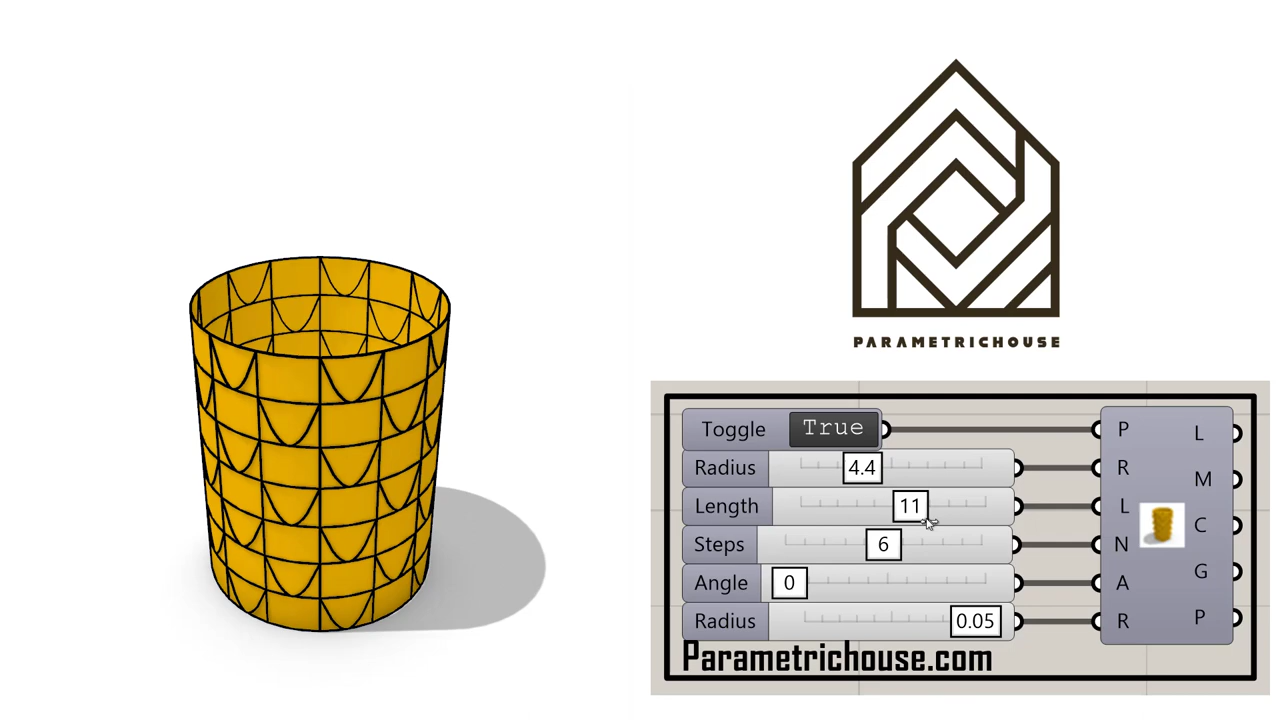 PARAMETRICHOUSE
Toggle True P L
Radius 4.4 R
M
Length 11 L
C
Steps 6 N
G
Angle 0 A
Radius 0.05 R P
Parametrichouse.com